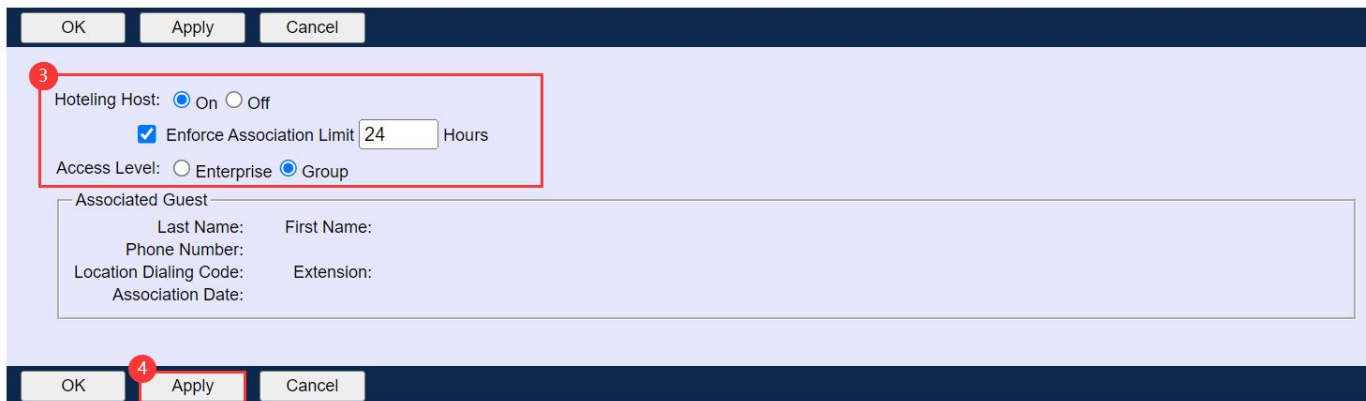 OK Apply Cancel
3
Hoteling Host: On Off
Enforce Association Limit 24 Hours
Access Level: Enterprise Group
Associated Guest
Last Name: First Name:
Phone Number:
Location Dialing Code: Extension:
Association Date:
4
OK Apply Cancel